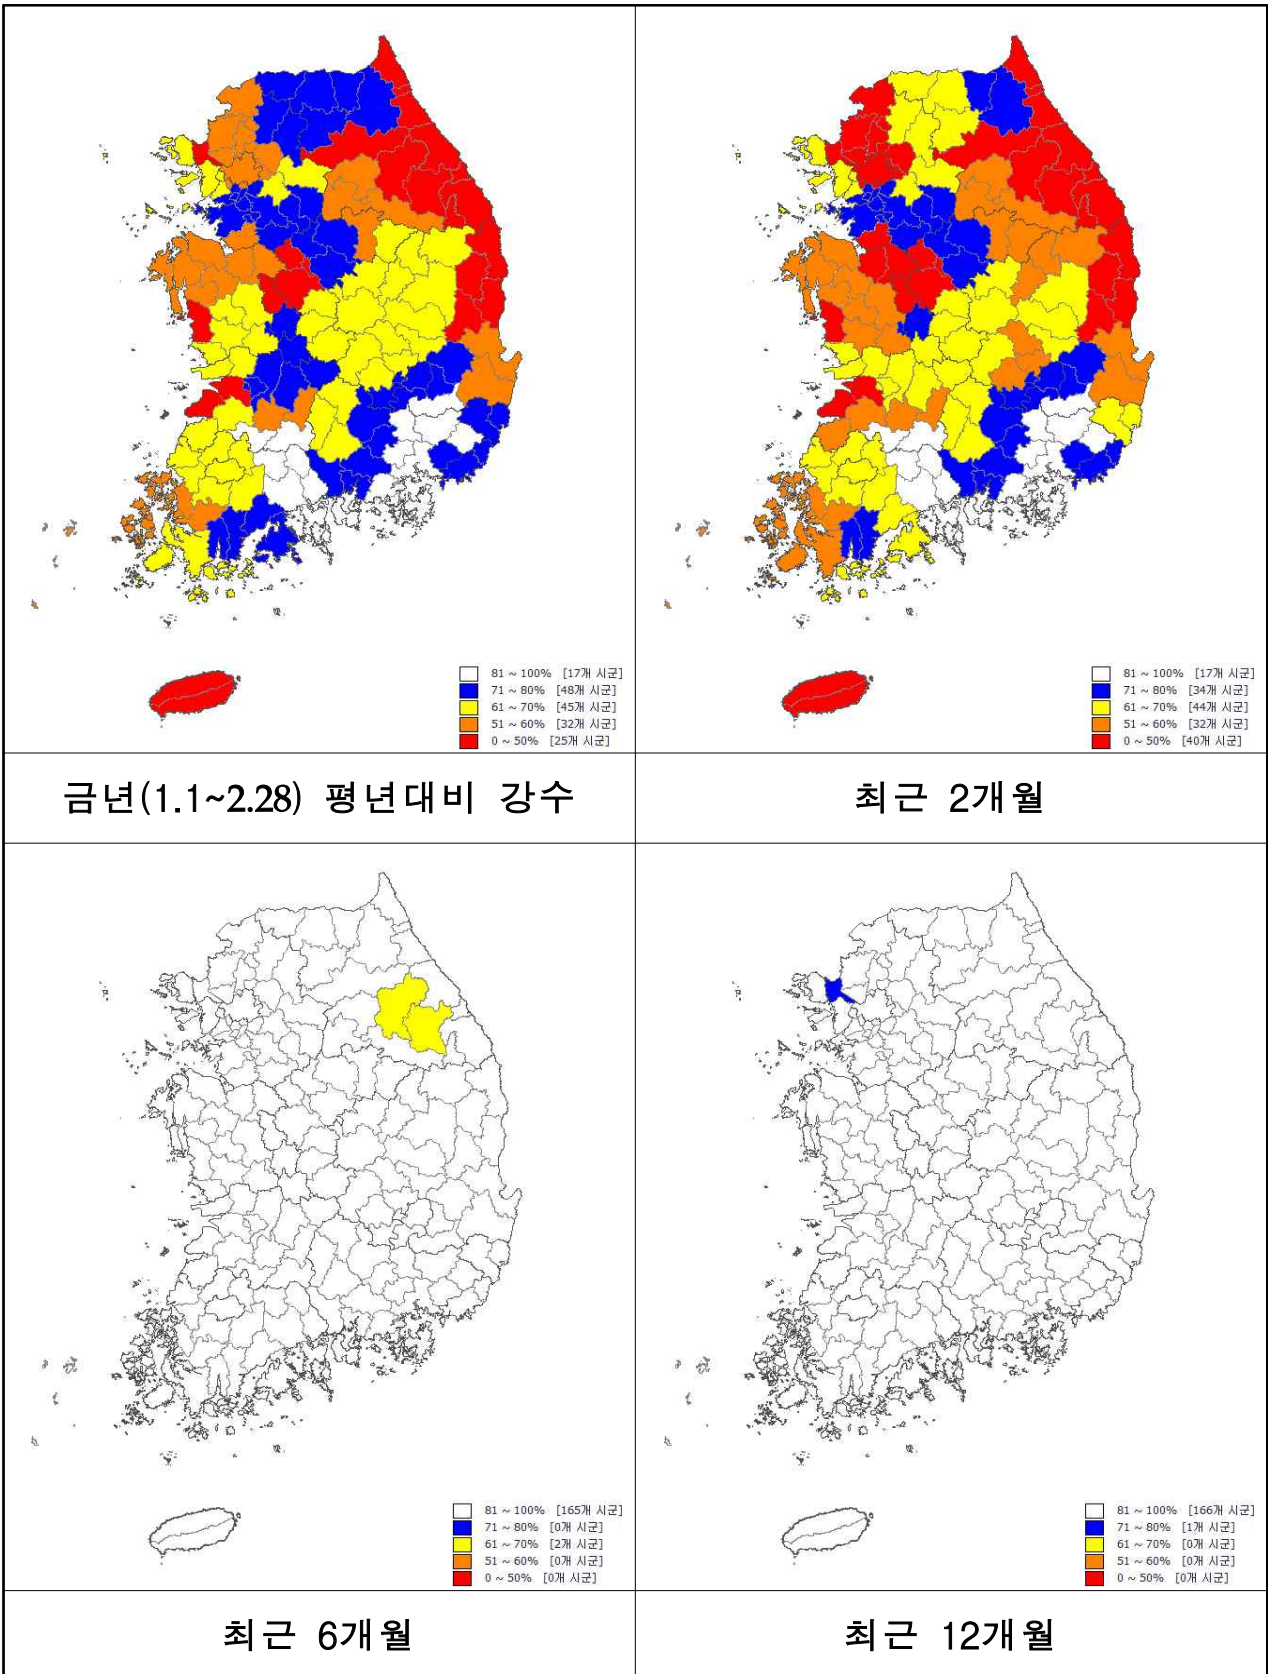 81 ~ 100% [17개 시군]
71 ~ 80% [48개 시군]
61 ~ 70% [45개 시군]
51 ~ 60% [32개 시군]
0 ~ 50% [25개 시군]
81 ~ 100% [17개 시군]
71 ~ 80% [34개 시군]
61 ~ 70% [44개 시군]
51 ~ 60% [32개 시군]
0 ~ 50% [40개 시군]
금년(1.1~2.28) 평년대비 강수
최근 2개월
81 ~ 100% [165개 시군]
71 ~ 80% [0개 시군]
61 ~ 70% [2개 시군]
51 ~ 60% [0개 시군]
0 ~ 50% [0개 시군]
81 ~ 100% [166개 시군]
71 ~ 80% [1개 시군]
61 ~ 70% [0개 시군]
51 ~ 60% [0개 시군]
0 ~ 50% [0개 시군]
최근 6개월
최근 12개월